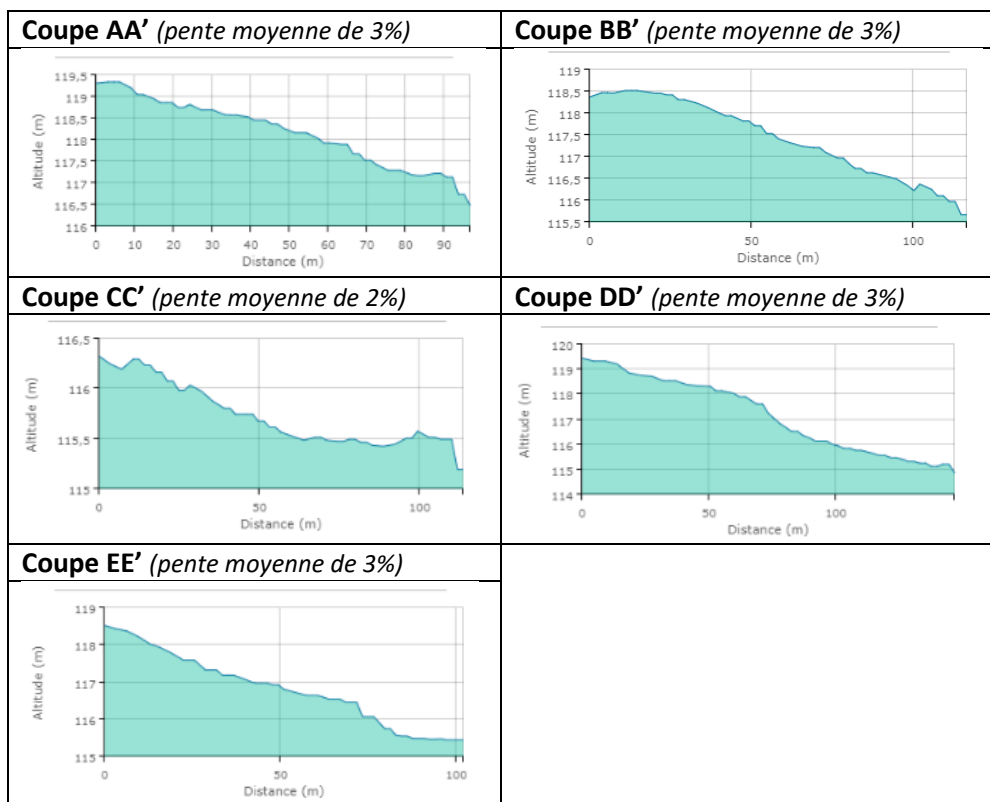 Coupe AA’ (pente moyenne de 3%)
119,5
119
118,5
118
117,5
117
116,5
116
Altitude (m)
0 10 20 30 40 50 60 70 80 90
Distance (m)
Coupe BB’ (pente moyenne de 3%)
119
118,5
118
117,5
117
116,5
116
115,5
Altitude (m)
0 50 100
Distance (m)
Coupe CC’ (pente moyenne de 2%)
116,5
116
115,5
115
Altitude (m)
0 50 100
Distance (m)
Coupe DD’ (pente moyenne de 3%)
120
119
118
117
116
115
114
Altitude (m)
0 50 100
Distance (m)
Coupe EE’ (pente moyenne de 3%)
119
118
117
116
115
Altitude (m)
0 50 100
Distance (m)